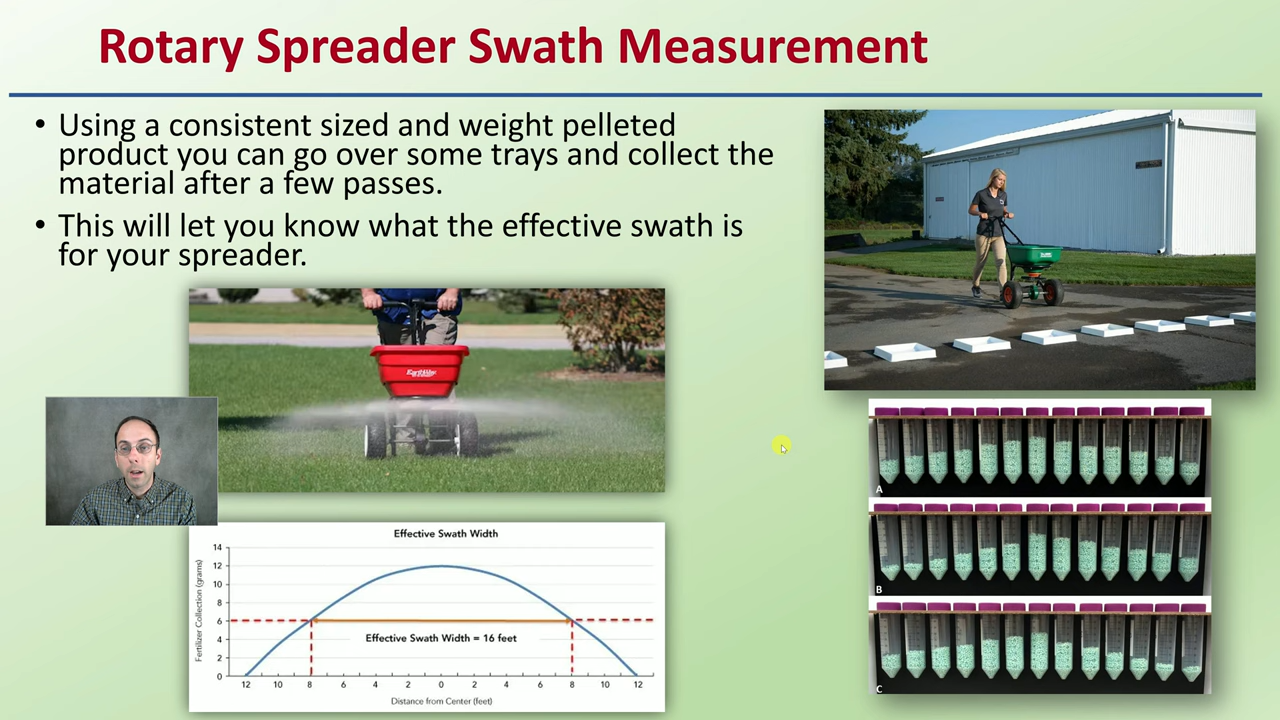 Rotary Spreader Swath Measurement
• Using a consistent sized and weight pelleted
product you can go over some trays and collect the
material after a few passes.
• This will let you know what the effective swath is
for your spreader.
EarthWay
A
B
C
Effective Swath Width
Fertilizer Collection (grams)
14
12
10
8
6
4
2
0
Effective Swath Width = 16 feet
12 10 8 6 4 2 0 2 4 6 8 10 12
Distance from Center (feet)